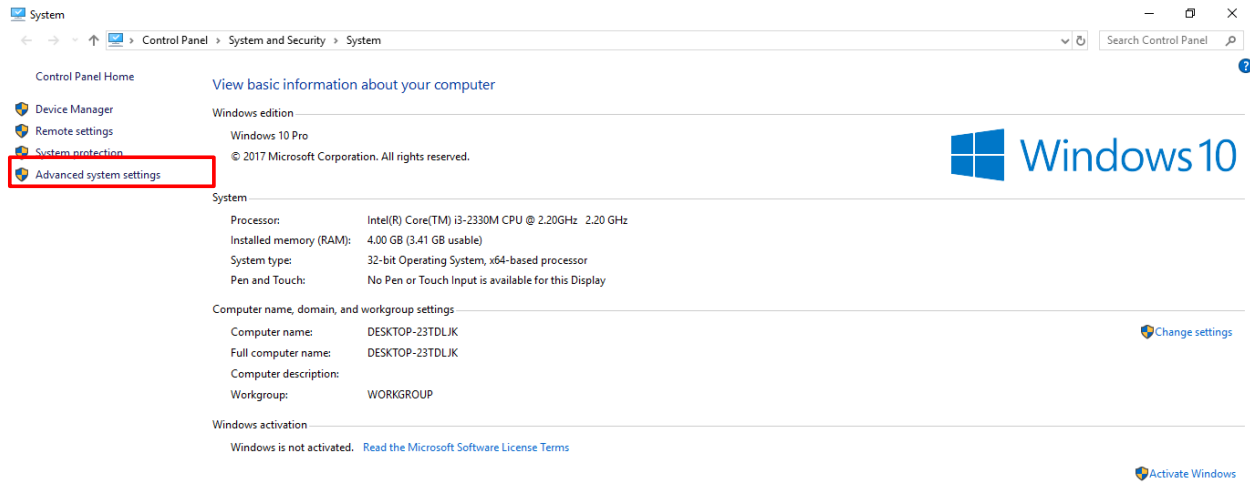 System
Control Panel > System and Security > System
Search Control Panel
Control Panel Home
Device Manager
Remote settings
System protection
Advanced system settings
?
View basic information about your computer
Windows edition
Windows 10 Pro
© 2017 Microsoft Corporation. All rights reserved.
Windows 10
System
Processor: Intel(R) Core(TM) i3-2330M CPU @ 2.20GHz 2.20 GHz
Installed memory (RAM): 4.00 GB (3.41 GB usable)
System type: 32-bit Operating System, x64-based processor
Pen and Touch: No Pen or Touch Input is available for this Display
Computer name, domain, and workgroup settings
Computer name: DESKTOP-23TDLJK
Change settings
Full computer name: DESKTOP-23TDLJK
Computer description:
Workgroup: WORKGROUP
Windows activation
Windows is not activated. Read the Microsoft Software License Terms
Activate Windows